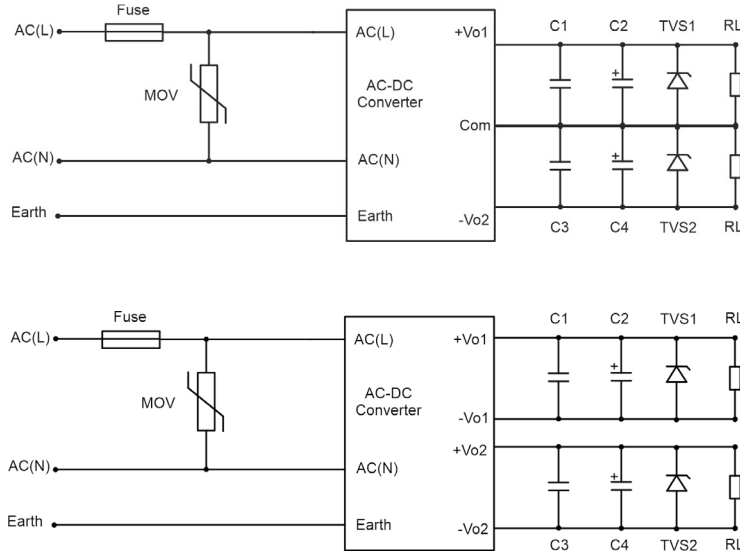 Fuse
C1 C2 TVS1 RL
AC(L) AC(L) +Vo1
MOV
AC-DC
Converter
+
Com
AC(N) AC(N)
+
Earth Earth -Vo2
C3 C4 TVS2 RL
Fuse
C1 C2 TVS1 RL
AC(L) AC(L) +Vo1
+
MOV
AC-DC
Converter
-Vo1
+Vo2
AC(N) AC(N)
+
Earth Earth -Vo2
C3 C4 TVS2 RL